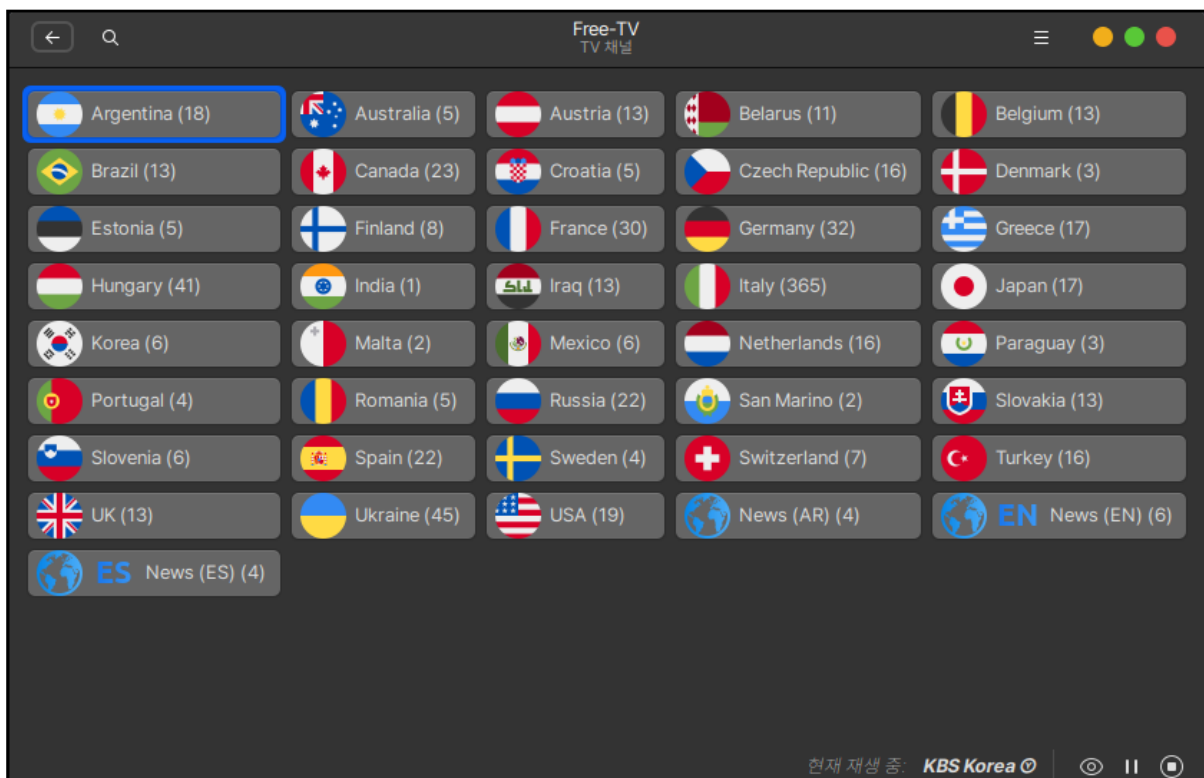 Free-TV
TV 채널
Argentina (18) Australia (5) Austria (13) Belarus (11) Belgium (13)
Brazil (13) Canada (23) Croatia (5) Czech Republic (16) Denmark (3)
Estonia (5) Finland (8) France (30) Germany (32) Greece (17)
Hungary (41) India (1) Iraq (13) Italy (365) Japan (17)
Korea (6) Malta (2) Mexico (6) Netherlands (16) Paraguay (3)
Portugal (4) Romania (5) Russia (22) San Marino (2) Slovakia (13)
Slovenia (6) Spain (22) Sweden (4) Switzerland (7) Turkey (16)
UK (13) Ukraine (45) USA (19) News (AR) (4) EN News (EN) (6)
ES News (ES) (4)
현재 재생 중: KBS Korea Ⓨ